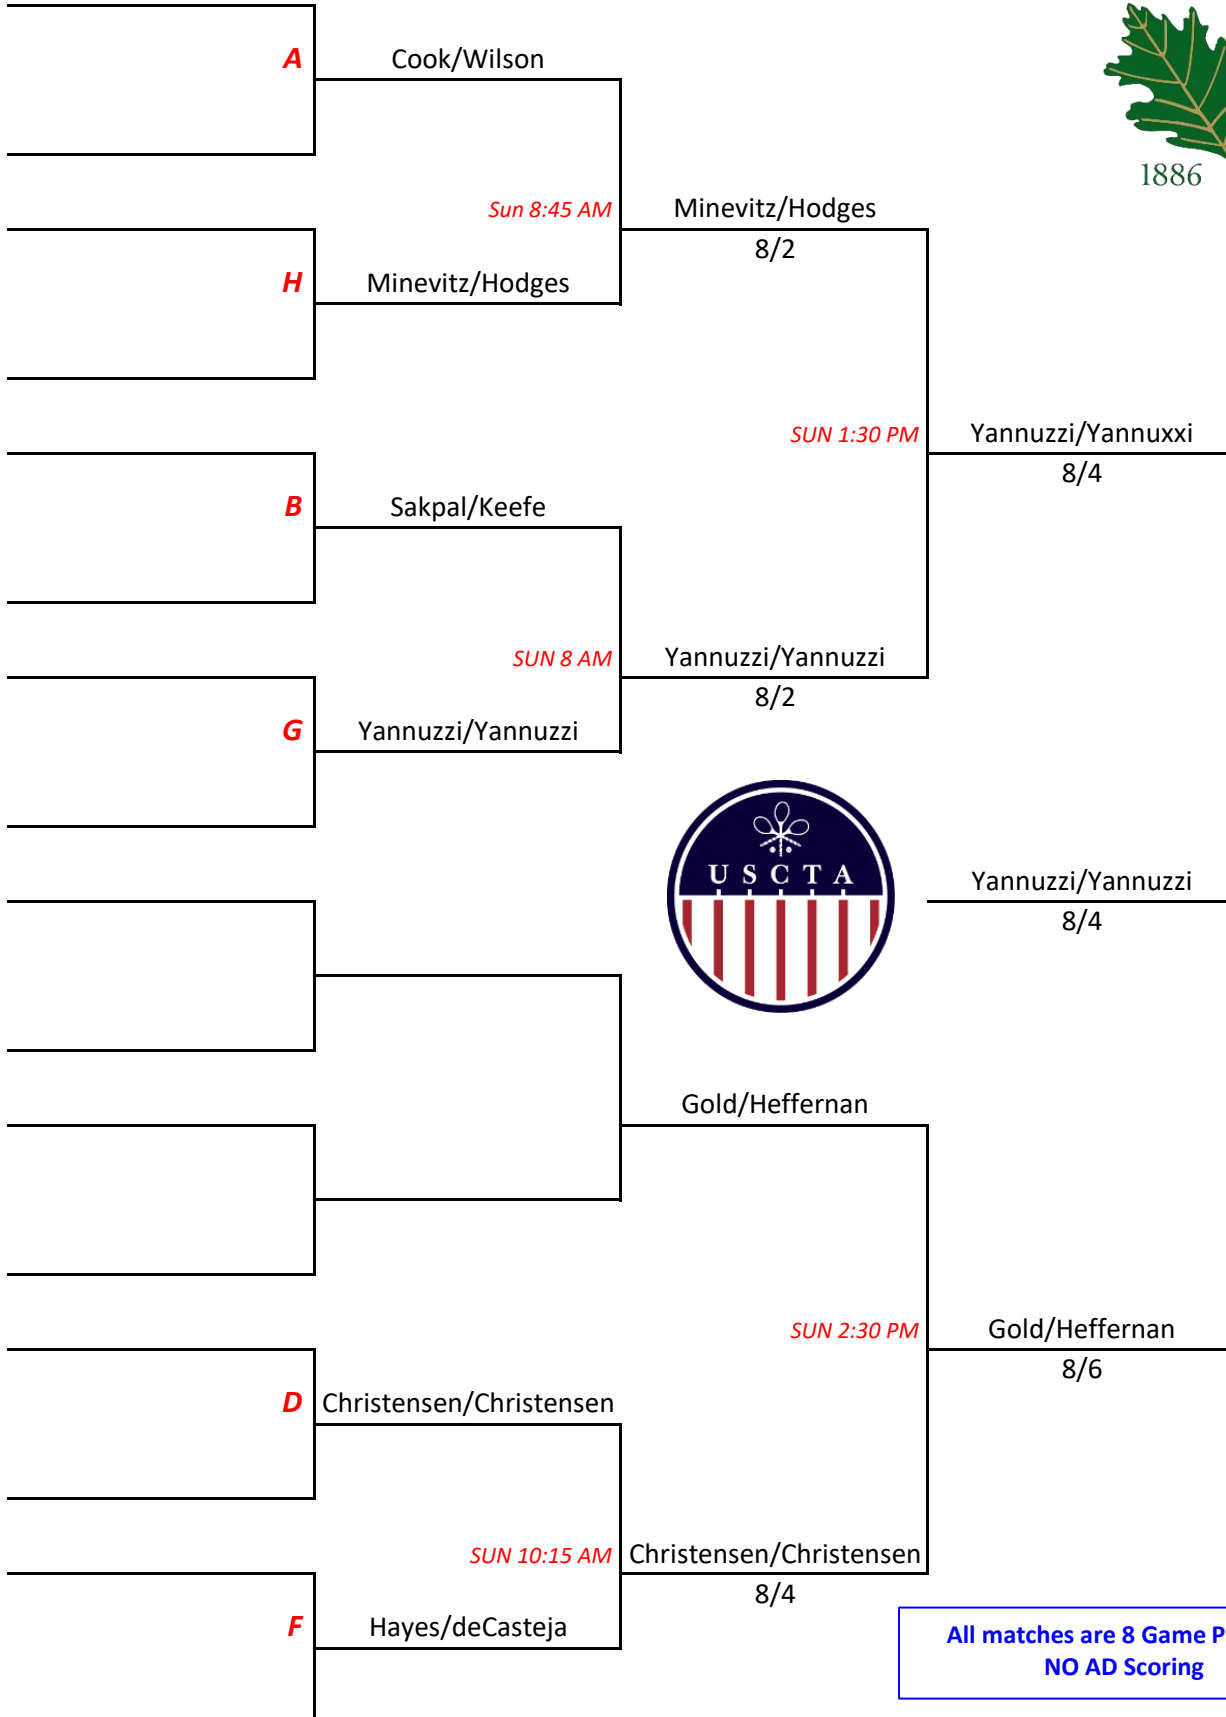 A
Cook/Wilson
1886
Sun 8:45 AM
Minevitz/Hodges
8/2
H
Minevitz/Hodges
SUN 1:30 PM
Yannuzzi/Yannuxxi
8/4
B
Sakpal/Keefe
SUN 8 AM
Yannuzzi/Yannuzzi
8/2
G
Yannuzzi/Yannuzzi
USCTA
Yannuzzi/Yannuzzi
8/4
Gold/Heffernan
SUN 2:30 PM
Gold/Heffernan
8/6
D
Christensen/Christensen
SUN 10:15 AM
Christensen/Christensen
8/4
F
Hayes/deCasteja
All matches are 8 Game P
NO AD Scoring